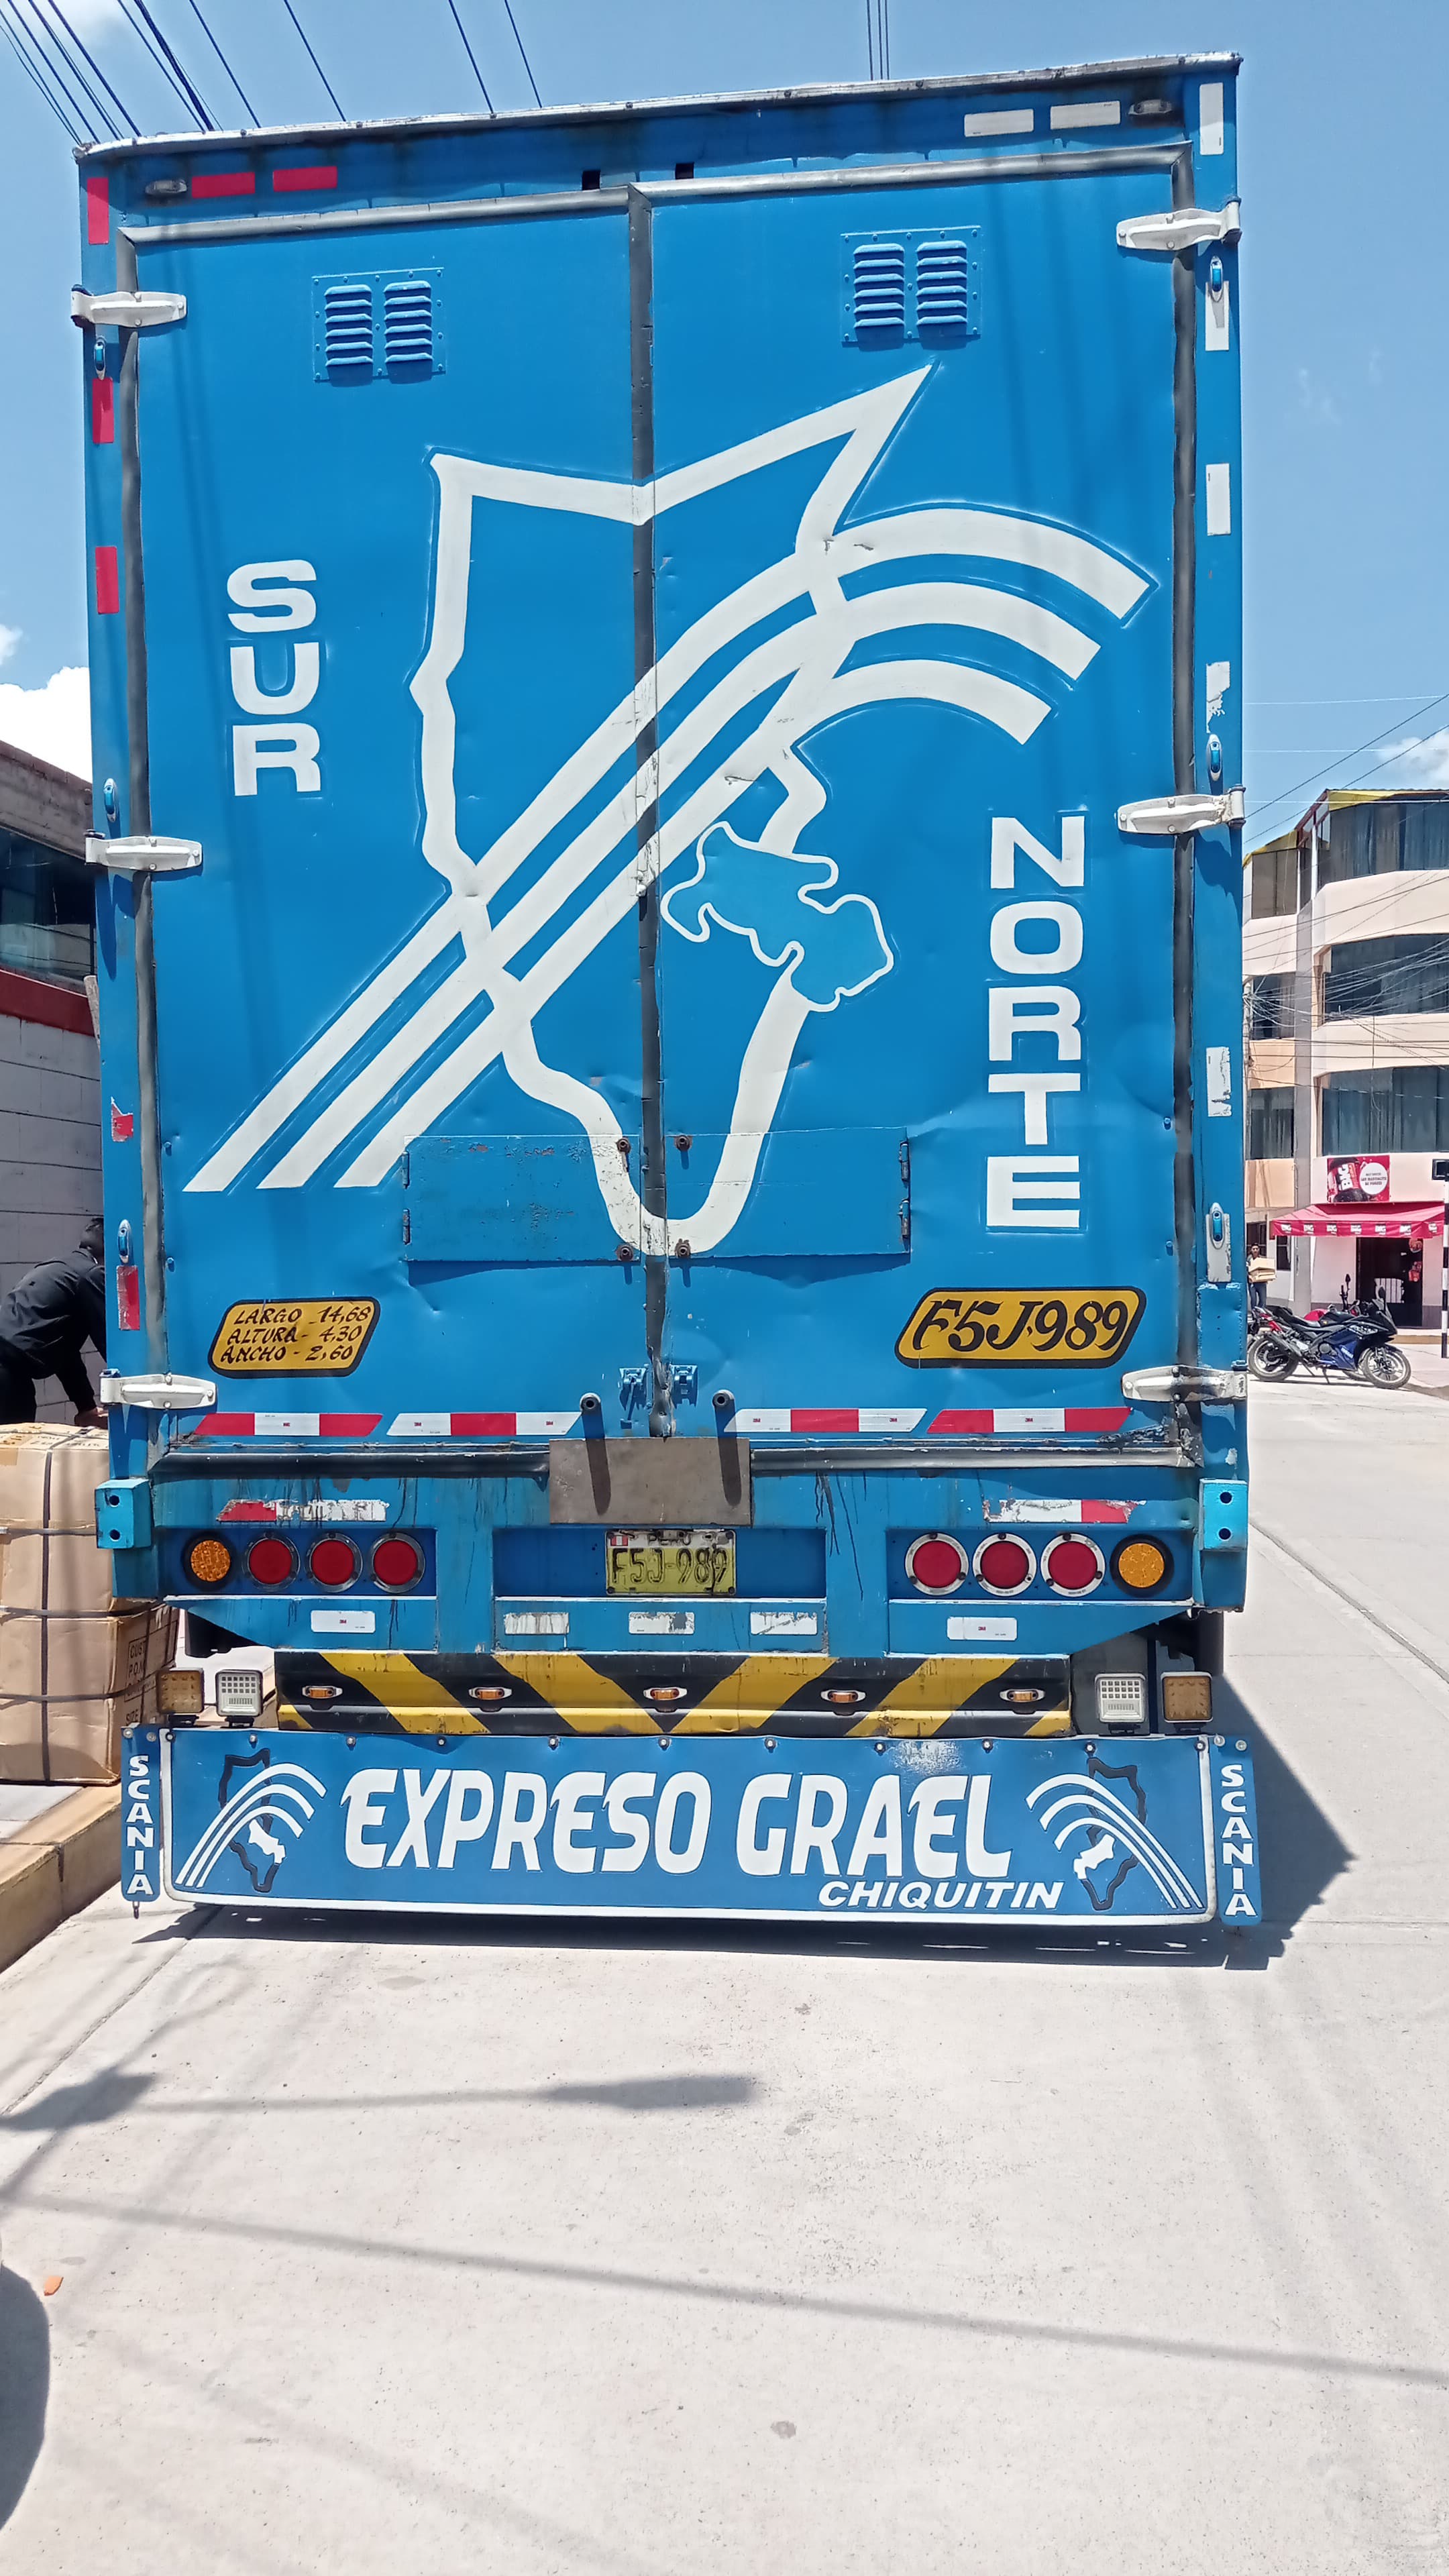 SUR
NORTE
LARGO - 14,68
ALTURA - 4.30
ANCHO - 2,60
F5J-989
PERU
F5J-989
SCANIA
EXPRESO GRAEL
CHIQUITIN
SCANIA